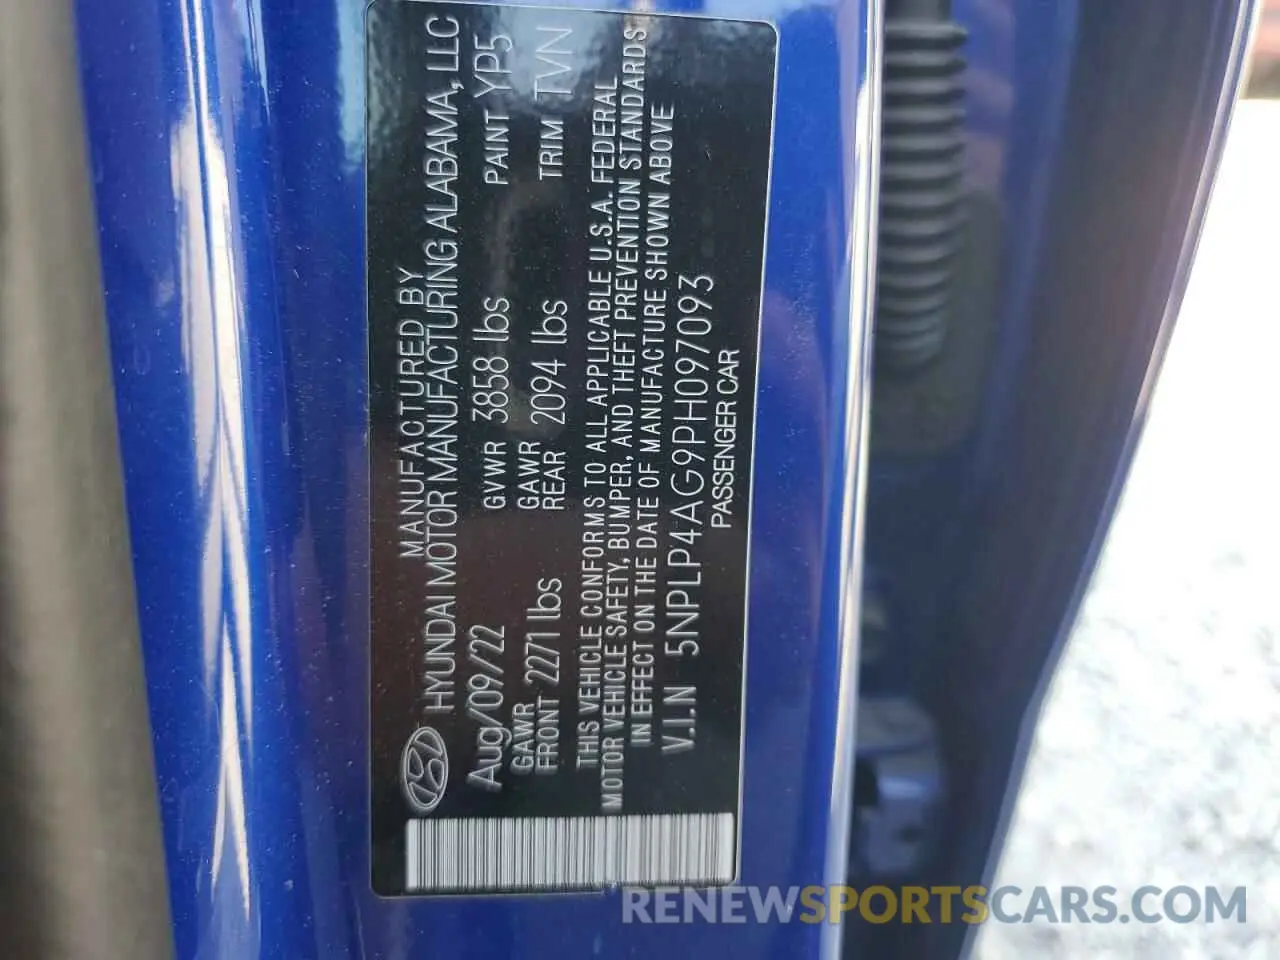 MANUFACTURED BY
HYUNDAI MOTOR MANUFACTURING ALABAMA, LLC
Aug/09/22 GVWR 3858 lbs PAINT YP5
GAWR FRONT 2271 lbs GAWR REAR 2094 lbs TRIM TVN
THIS VEHICLE CONFORMS TO ALL APPLICABLE U.S.A. FEDERAL
MOTOR VEHICLE SAFETY, BUMPER, AND THEFT PREVENTION STANDARDS
IN EFFECT ON THE DATE OF MANUFACTURE SHOWN ABOVE
V.I.N 5NPLP4AG9PH097093
PASSENGER CAR
RENEWSPORTSCARS.COM